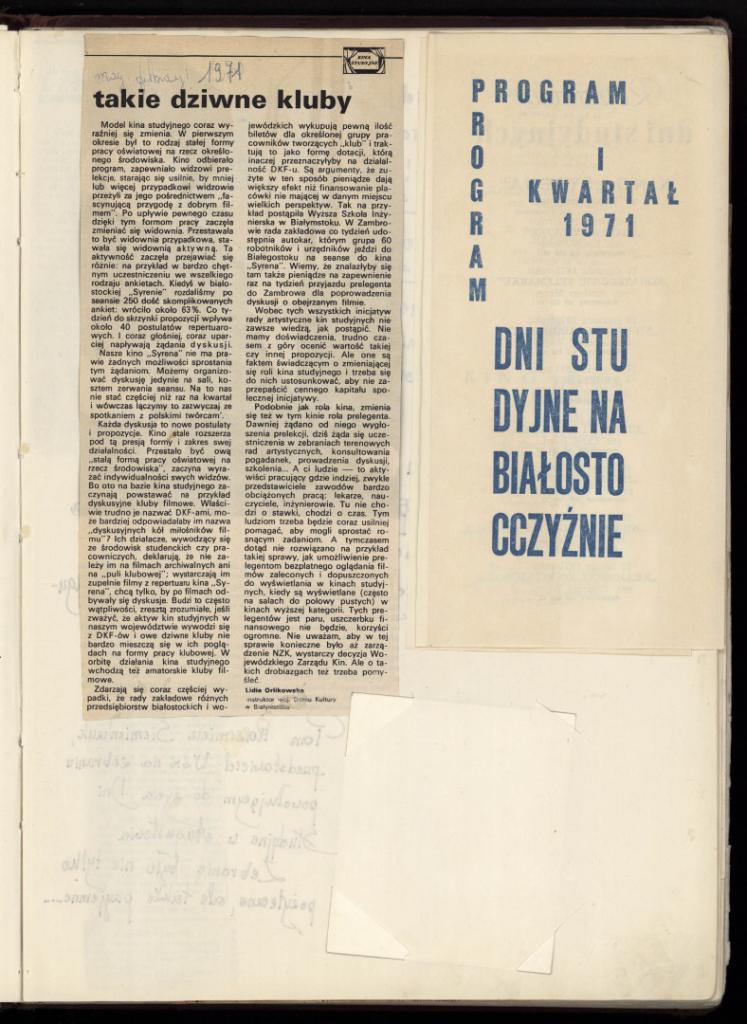 KINA
STUDYJNE
1971
takie dziwne kluby
Model kina studyjnego coraz wy-
raźniej się zmienia. W pierwszym
okresie był to rodzaj stałej formy
pracy oświatowej na rzecz określo-
nego środowiska. Kino odbierało
program, zapewniało widzowi pre-
lekcje, starając się usilnie, by mniej
lub więcej przypadkowi widzowie
przeżyli za jego pośrednictwem „fa-
scynującą przygodę z dobrym fil-
mem”. Po upływie pewnego czasu
dzięki tym formom pracy zaczęła
zmieniać się widownia. Przestawała
to być widownia przypadkowa, sta-
wała się widownią aktywną. Ta
aktywność zaczęła przejawiać się
różnie: na przykład w bardzo chęt-
nym uczestniczeniu we wszelkiego
rodzaju ankietach. Kiedyś w biało-
stockiej „Syrenie” rozdaliśmy po
seansie 250 dość skomplikowanych
ankiet: wróciło około 63%. Co ty-
dzień do skrzynki propozycji wpływa
około 40 postulatów repertuaro-
wych. I coraz głośniej, coraz upar-
ciej napływają żądania dyskusji.
Nasze kino „Syrena” nie ma pra-
wie żadnych możliwości sprostania
tym żądaniom. Możemy organizo-
wać dyskusję jedynie na sali, ko-
sztem zerwania seansu. Na to nas
nie stać częściej niż raz na kwartał
i wówczas łączymy to zazwyczaj ze
spotkaniem z polskimi twórcam'.
Każda dyskusja to nowe postulaty
i propozycje. Kino stale rozszerza
pod tą presją formy i zakres swej
działalności. Przestało być ową
„stałą formą pracy oświatowej na
rzecz środowiska”, zaczyna wyra-
żać indywidualności swych widzów.
Bo oto na bazie kina studyjnego za-
czynają powstawać na przykład
dyskusyjne kluby filmowe. Właści-
wie trudno je nazwać DKF-ami, mo-
że bardziej odpowiadałaby im nazwa
„dyskusyjnych kół miłośników fil-
mu”? Ich działacze, wywodzący się
ze środowisk studenckich czy pra-
cowniczych, deklarują, że nie za-
leży im na filmach archiwalnych ani
na „puli klubowej”; wystarczają im
zupełnie filmy z repertuaru kina „Sy-
rena”, chcą tylko, by po filmach od-
bywały się dyskusje. Budzi to często
wątpliwości, zresztą zrozumiałe, jeśli
zważyć, że aktyw kin studyjnych w
naszym województwie wywodzi się
z DKF-ów i owe dziwne kluby nie
bardzo mieszczą się w ich poglą-
dach na formy pracy klubowej. W
orbitę działania kina studyjnego
wchodzą też amatorskie kluby fil-
mowe.
Zdarzają się coraz częściej wy-
padki, że rady zakładowe różnych
przedsiębiorstw białostockich i wo-
jewódzkich wykupują pewną ilość
biletów dla określonej grupy pra-
cowników tworzących „klub” i trak-
tują to jako formę dotacji, którą
inaczej przeznaczyłyby na działal-
ność DKF-u. Są argumenty, że zu-
żyte w ten sposób pieniądze dają
większy efekt niż finansowanie pla-
cówki nie mającej w danym miejscu
wielkich perspektyw. Tak na przy-
kład postąpiła Wyższa Szkoła Inży-
nierska w Białymstoku. W Zambro-
wie rada zakładowa co tydzień udo-
stępnia autokar, którym grupa 60
robotników i urzędników jeździ do
Białegostoku na seanse do kina
„Syrena”. Wiemy, że znalazłyby się
tam także pieniądze na zapewnienie
raz na tydzień przyjazdu prelegenta
do Zambrowa dla poprowadzenia
dyskusji o obejrzanym filmie.
Wobec tych wszystkich inicjatyw
rady artystyczne kin studyjnych nie
zawsze wiedzą, jak postąpić. Nie
mamy doświadczenia, trudno cza-
sem z góry ocenić wartość takiej
czy innej propozycji. Ale one są
faktem świadczącym o zmieniającej
się roli kina studyjnego i trzeba się
do nich ustosunkować, aby nie za-
przepaścić cennego kapitału spo-
łecznej inicjatywy.
Podobnie jak rola kina, zmienia
się też w tym kinie rola prelegenta.
Dawniej żądano od niego wygło-
szenia prelekcji, dziś żąda się ucze-
stniczenia w zebraniach terenowych
rad artystycznych, konsultowania
pogadanek, prowadzenia dyskusji,
szkolenia... A ci ludzie — to akty-
wiści pracujący gdzie indziej, zwykle
przedstawiciele zawodów bardzo
obciążonych pracą: lekarze, nau-
czyciele, inżynierowie. Tu nie cho-
dzi o stawki, chodzi o czas. Tym
ludziom trzeba będzie coraz usilniej
pomagać, aby mogli sprostać ro-
snącym zadaniom. A tymczasem
dotąd nie rozwiązano na przykład
takiej sprawy, jak umożliwienie pre-
legentom bezpłatnego oglądania fil-
mów zaleconych i dopuszczonych
do wyświetlania w kinach studyj-
nych, kiedy są wyświetlane (często
na salach do połowy pustych) w
kinach wyższej kategorii. Tych pre-
legentów jest paru, uszczerbku fi-
nansowego nie będzie, korzyści
ogromne. Nie uważam, aby w tej
sprawie konieczne było aż zarzą-
dzenie NZK, wystarczy decyzja Wo-
jewódzkiego Zarządu Kin. Ale o ta-
kich drobiazgach też trzeba pomy-
śleć.
Lidia Orlikowska
instruktor woj. Domu Kultury
w Białymstoku
PROGRAM
PROGRAM
I
KWARTAŁ
1971
DNI STU
DYJNE NA
BIAŁOSTO
CCZYŹNIE